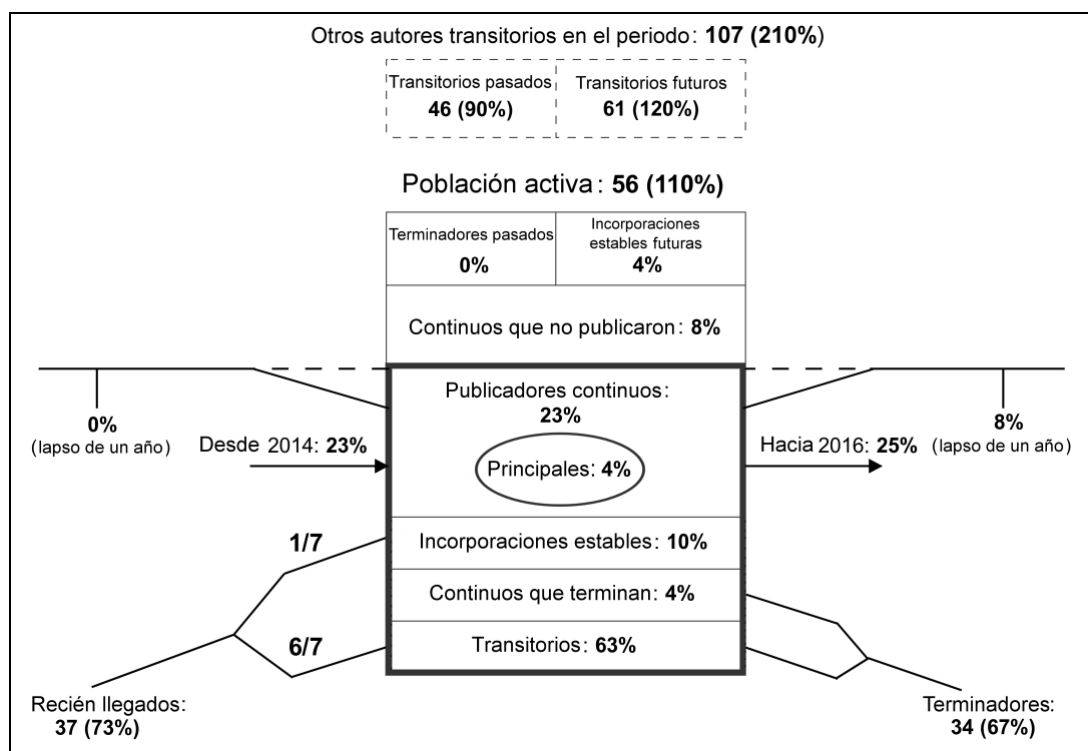 Otros autores transitorios en el periodo: 107 (210%)
Transitorios pasados
46 (90%)
Transitorios futuros
61 (120%)
Población activa: 56 (110%)
Terminadores pasados
0%
Incorporaciones
estables futuras
4%
Continuos que no publicaron: 8%
Publicadores continuos:
23%
0%
(lapso de un año)
8%
(lapso de un año)
Desde 2014: 23%
Principales: 4%
Hacia 2016: 25%
1/7
Incorporaciones estables: 10%
Continuos que terminan: 4%
6/7
Transitorios: 63%
Recién llegados:
37 (73%)
Terminadores:
34 (67%)